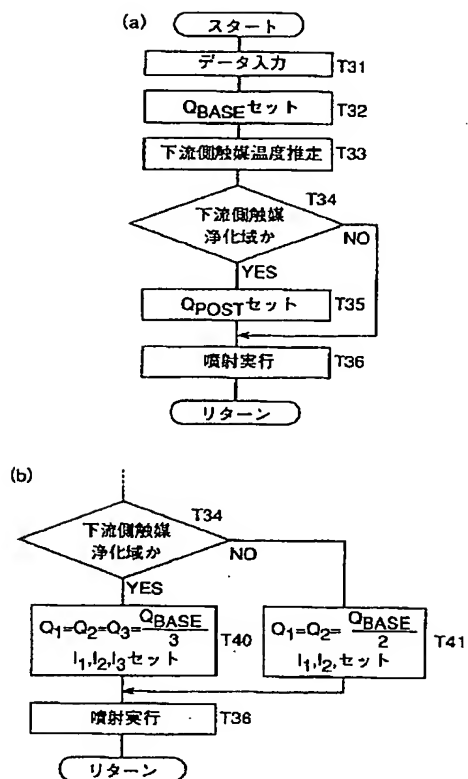 (a)
スタート
データ入力 T31
QBASEセット T32
下流側触媒温度推定 T33
T34
下流側触媒
浄化域か
NO
YES
QPOSTセット T35
噴射実行 T36
リターン
(b)
T34
下流側触媒
浄化域か
NO
YES
Q1=Q2=Q3=QBASE/3
I1,I2,I3セット
T40
Q1=Q2=QBASE/2
I1,I2,セット
T41
噴射実行 T36
リターン